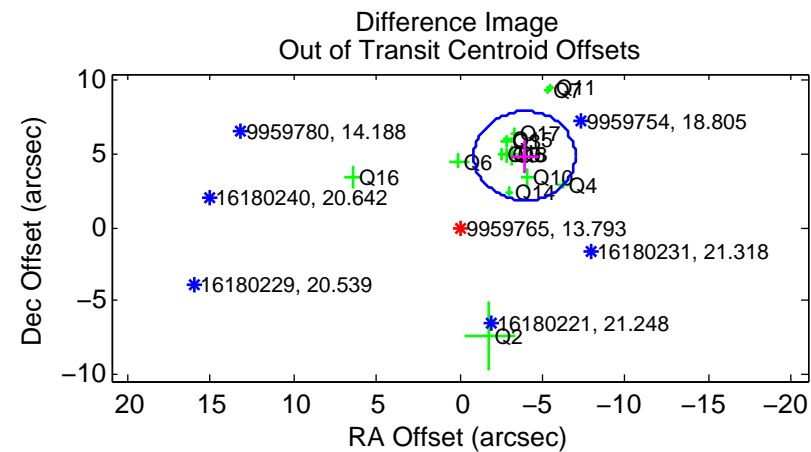 Difference Image
Out of Transit Centroid Offsets
Dec Offset (arcsec)
10
5
0
−5
−10
Q11
Q7
9959754, 18.805
9959780, 14.188
Q17
Q6
Q16
Q10
Q4
Q14
16180240, 20.642
9959765, 13.793
16180231, 21.318
16180229, 20.539
16180221, 21.248
Q2
20
15
10
5
0
−5
−10
−15
−20
RA Offset (arcsec)